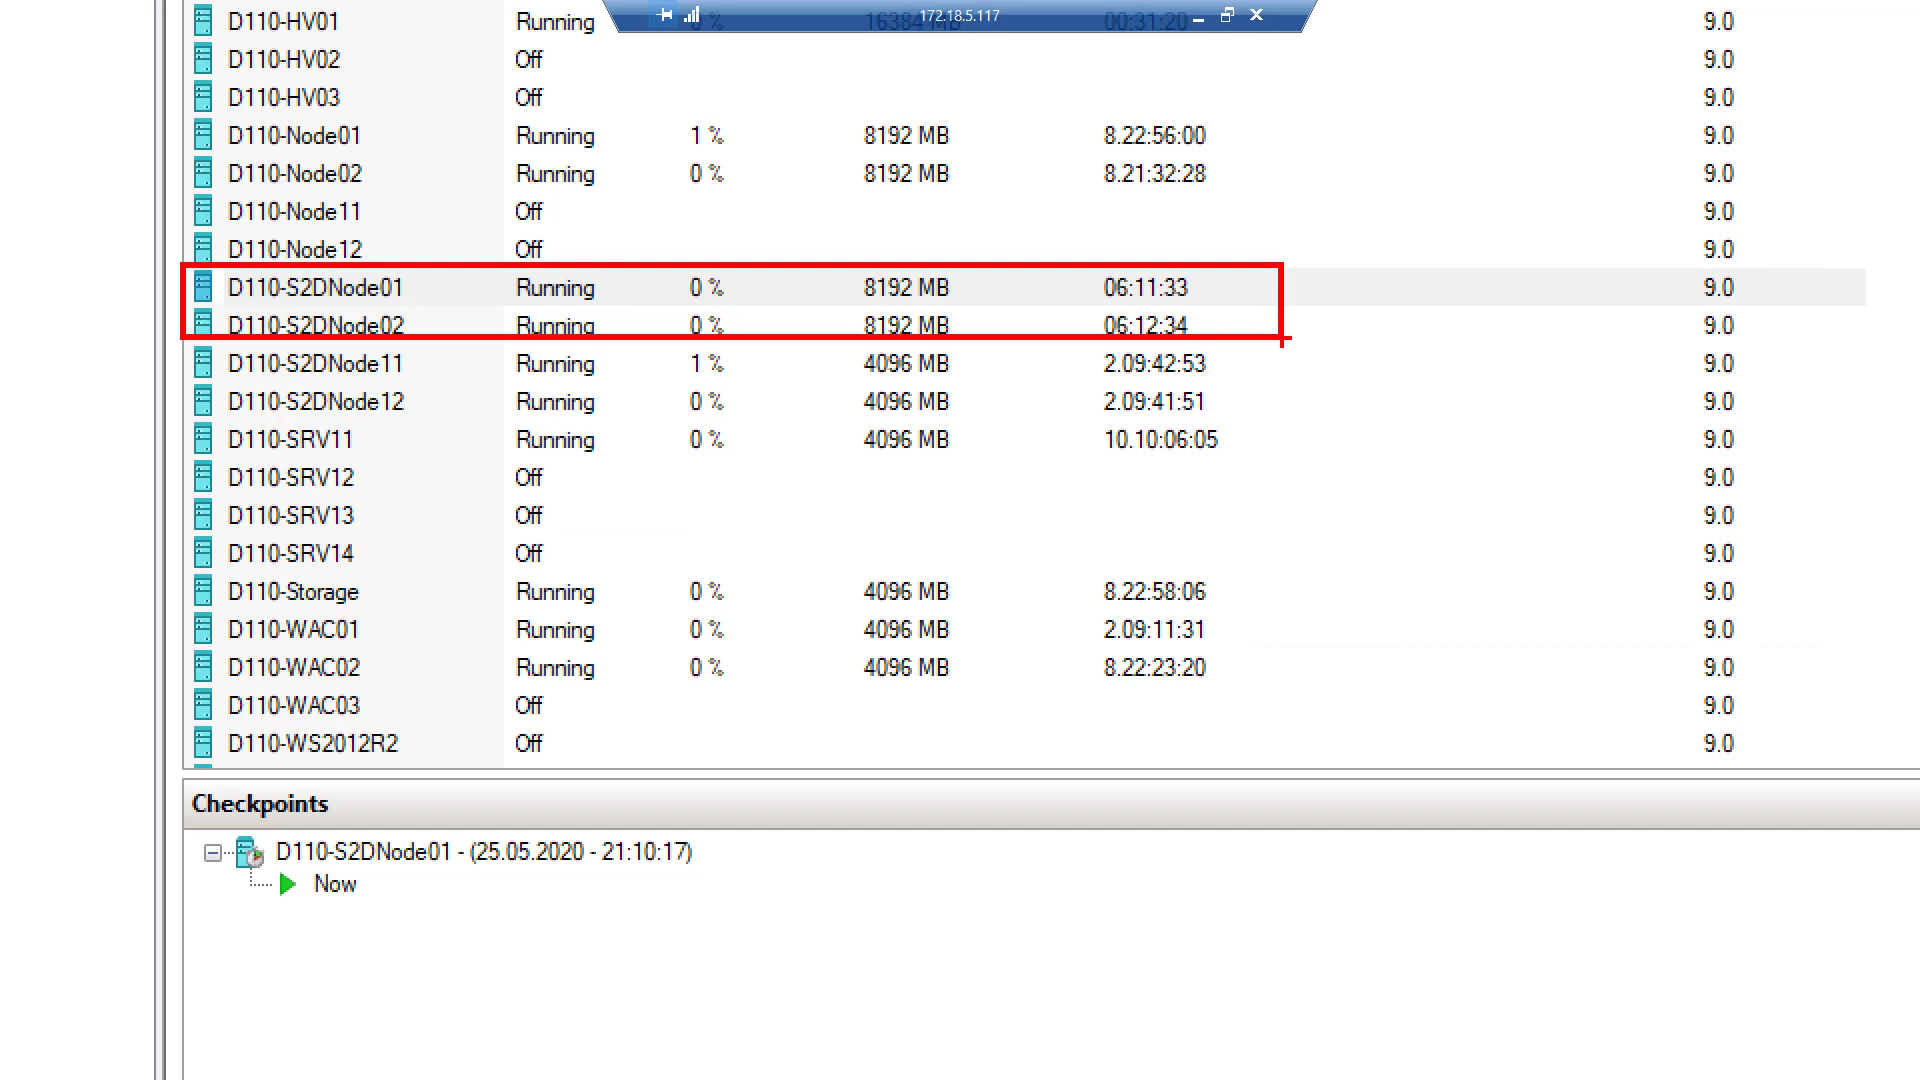 172.18.5.117
D110-HV01 Running 0 % 16384 MB 00:31:20 9.0
D110-HV02 Off 9.0
D110-HV03 Off 9.0
D110-Node01 Running 1 % 8192 MB 8.22:56:00 9.0
D110-Node02 Running 0 % 8192 MB 8.21:32:28 9.0
D110-Node11 Off 9.0
D110-Node12 Off 9.0
D110-S2DNode01 Running 0 % 8192 MB 06:11:33 9.0
D110-S2DNode02 Running 0 % 8192 MB 06:12:34 9.0
D110-S2DNode11 Running 1 % 4096 MB 2.09:42:53 9.0
D110-S2DNode12 Running 0 % 4096 MB 2.09:41:51 9.0
D110-SRV11 Running 0 % 4096 MB 10.10:06:05 9.0
D110-SRV12 Off 9.0
D110-SRV13 Off 9.0
D110-SRV14 Off 9.0
D110-Storage Running 0 % 4096 MB 8.22:58:06 9.0
D110-WAC01 Running 0 % 4096 MB 2.09:11:31 9.0
D110-WAC02 Running 0 % 4096 MB 8.22:23:20 9.0
D110-WAC03 Off 9.0
D110-WS2012R2 Off 9.0
Checkpoints
D110-S2DNode01 - (25.05.2020 - 21:10:17)
Now